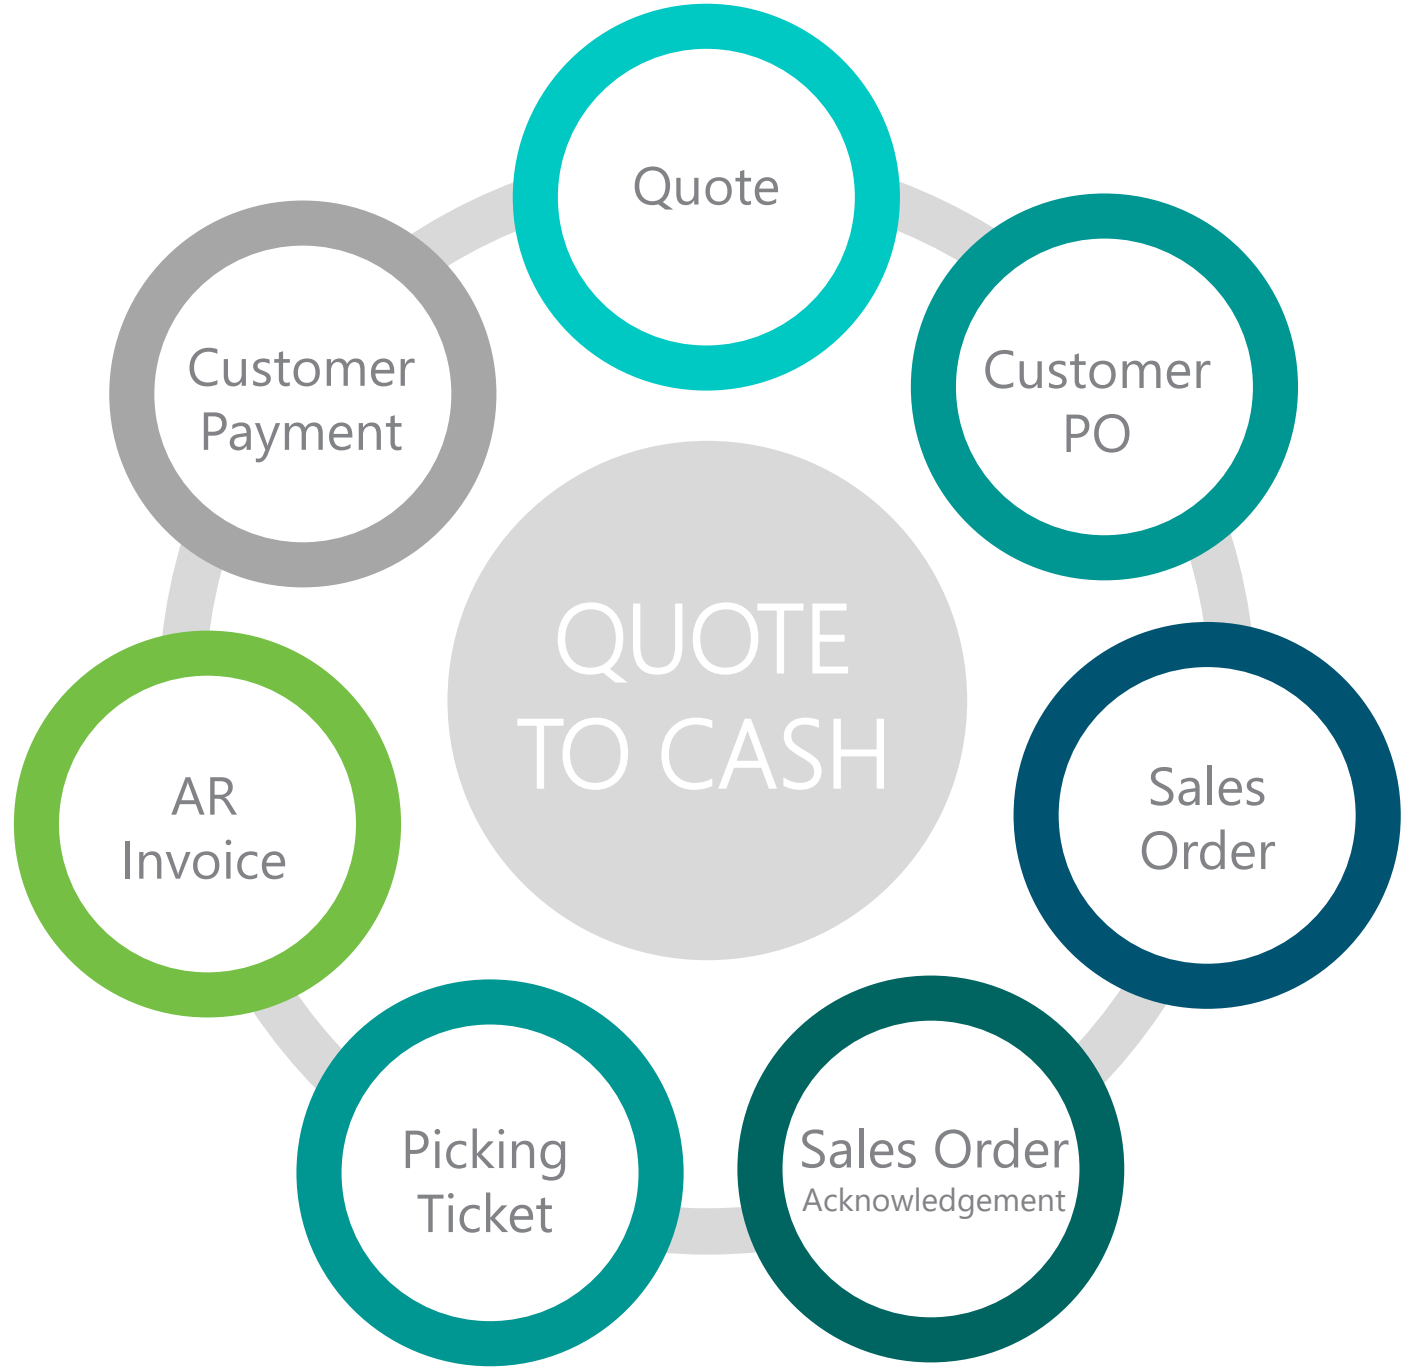 Quote
Customer
PO
Sales
Order
Sales Order
Acknowledgement
Picking
Ticket
AR
Invoice
Customer
Payment
QUOTE
TO CASH